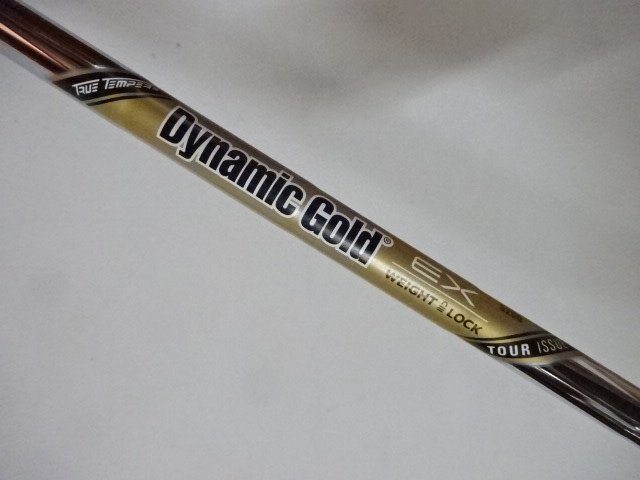 TRUE TEMPER
Dynamic Gold®
EX
WEIGHT LOCK
TOUR ISSUE